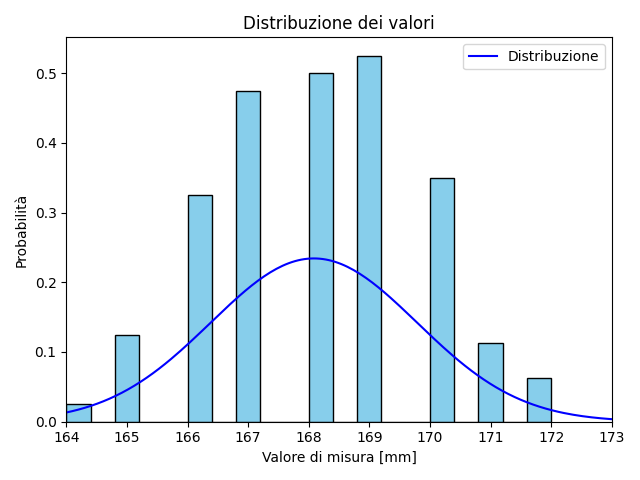 Distribuzione dei valori
Distribuzione
Probabilità
0.5
0.4
0.3
0.2
0.1
0.0
164 165 166 167 168 169 170 171 172 173
Valore di misura [mm]